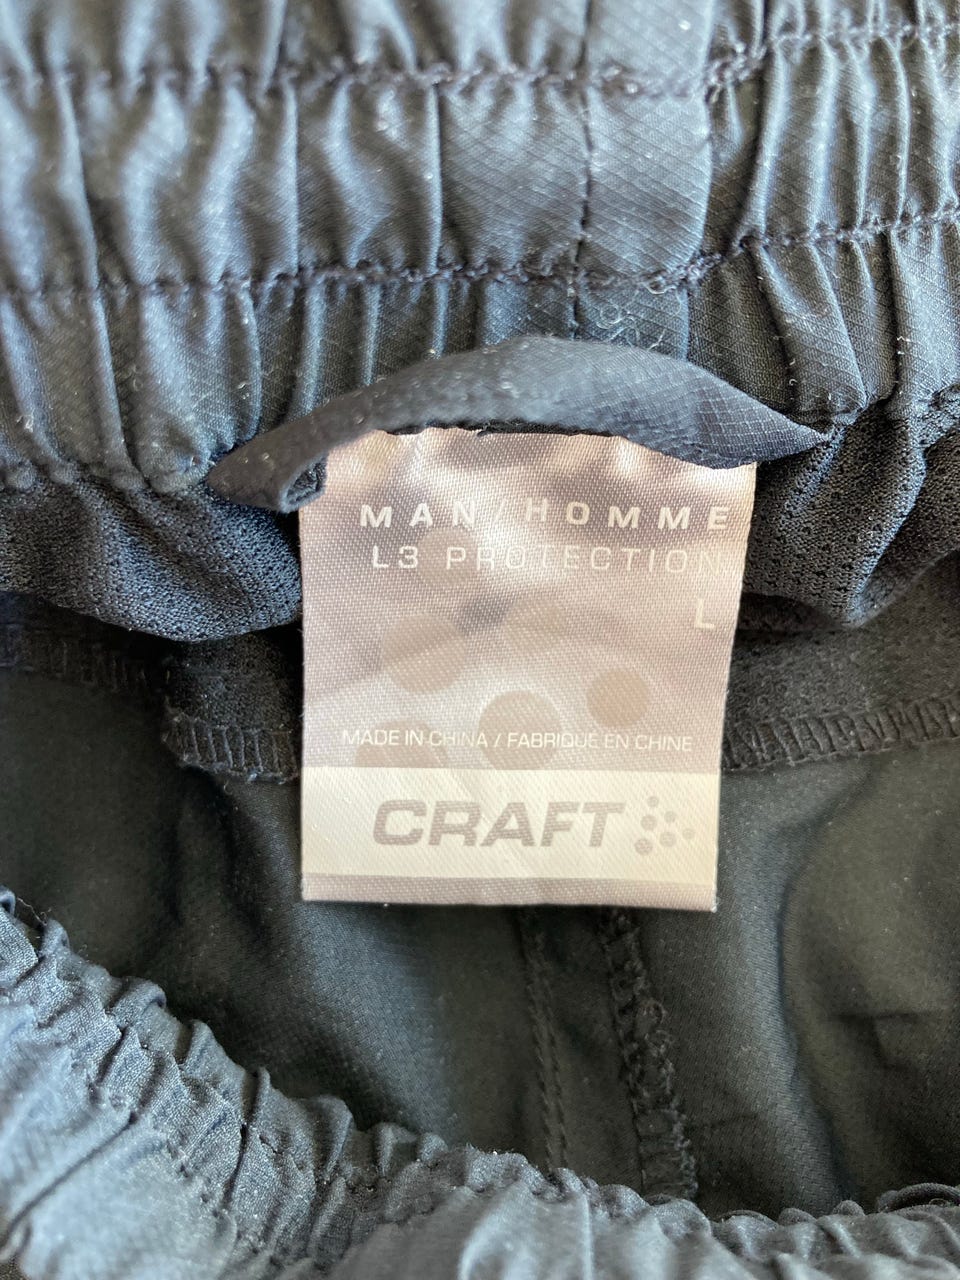 MAN/HOMME
L3 PROTECTION
L
MADE IN CHINA / FABRIQUE EN CHINE
CRAFT